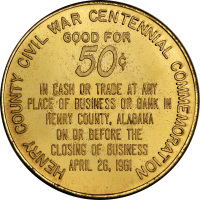 HENRY COUNTY CIVIL WAR CENTENNIAL COMMEMORATION
GOOD FOR
50¢
IN CASH OR TRADE AT ANY
PLACE OF BUSINESS OR BANK IN
HENRY COUNTY, ALABAMA
ON OR BEFORE THE
CLOSING OF BUSINESS
APRIL 26, 1961